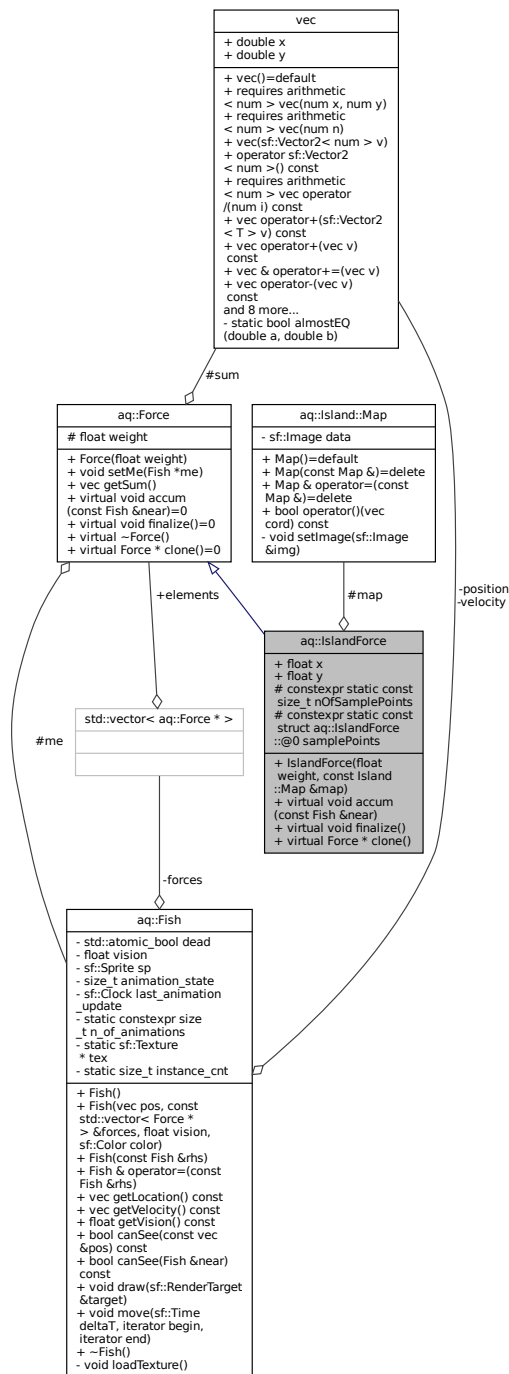 vec
+ double x
+ double y
+ vec()=default
+ requires arithmetic
< num > vec(num x, num y)
+ requires arithmetic
< num > vec(num n)
+ vec(sf::Vector2< num > v)
+ operator sf::Vector2
< num >() const
+ requires arithmetic
< num > vec operator
/(num i) const
+ vec operator+(sf::Vector2
< T > v) const
+ vec operator+(vec v)
const
+ vec & operator+=(vec v)
+ vec operator-(vec v)
const
and 8 more...
- static bool almostEQ
(double a, double b)
#sum
aq::Force
# float weight
+ Force(float weight)
+ void setMe(Fish *me)
+ vec getSum()
+ virtual void accum
(const Fish &near)=0
+ virtual void finalize()=0
+ virtual ~Force()
+ virtual Force * clone()=0
aq::Island::Map
- sf::Image data
+ Map()=default
+ Map(const Map &)=delete
+ Map & operator=(const
Map &)=delete
+ bool operator()(vec
cord) const
- void setImage(sf::Image
&img)
+elements
#map
-position
-velocity
aq::IslandForce
+ float x
+ float y
# constexpr static const
size_t nOfSamplePoints
# constexpr static const
struct aq::IslandForce
::@0 samplePoints
+ IslandForce(float
weight, const Island
::Map &map)
+ virtual void accum
(const Fish &near)
+ virtual void finalize()
+ virtual Force * clone()
#me
std::vector< aq::Force * >
-forces
aq::Fish
- std::atomic_bool dead
- float vision
- sf::Sprite sp
- size_t animation_state
- sf::Clock last_animation
_update
- static constexpr size
_t n_of_animations
- static sf::Texture
* tex
- static size_t instance_cnt
+ Fish()
+ Fish(vec pos, const
std::vector< Force *
> &forces, float vision,
sf::Color color)
+ Fish(const Fish &rhs)
+ Fish & operator=(const
Fish &rhs)
+ vec getLocation() const
+ vec getVelocity() const
+ float getVision() const
+ bool canSee(const vec
&pos) const
+ bool canSee(Fish &near)
const
+ void draw(sf::RenderTarget
&target)
+ void move(sf::Time
deltaT, iterator begin,
iterator end)
+ ~Fish()
- void loadTexture()